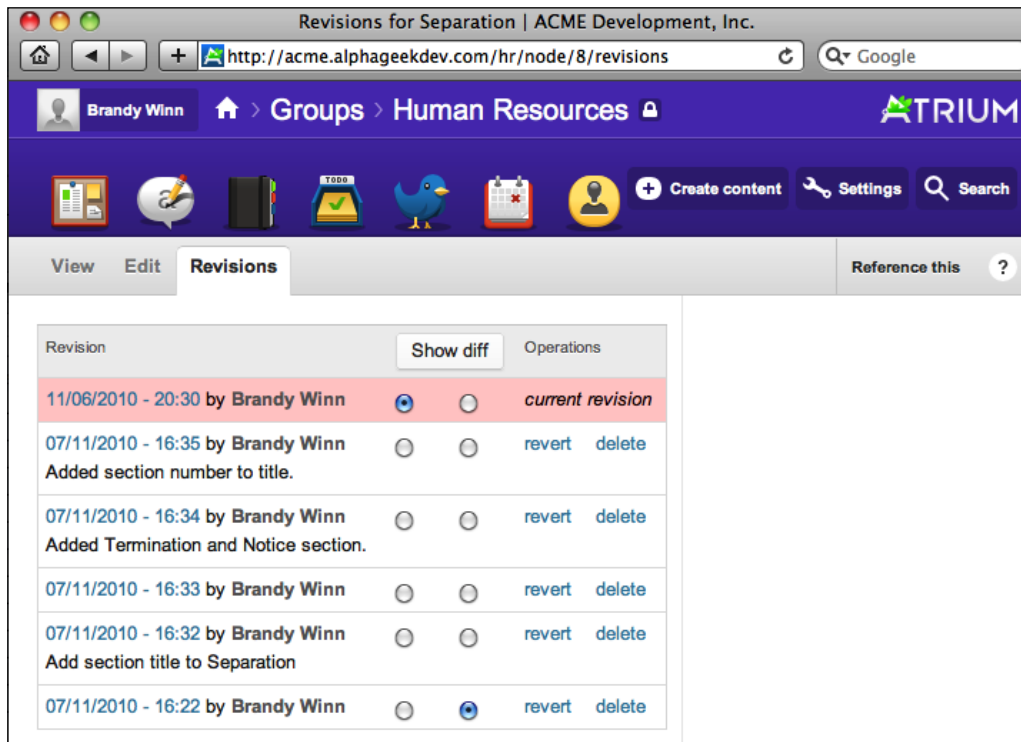 Revisions for Separation | ACME Development, Inc.
http://acme.alphageekdev.com/hr/node/8/revisions
Google
Brandy Winn
Groups › Human Resources
ATRIUM
TODO
Create content
Settings
Search
View
Edit
Revisions
Reference this
?
Revision
Show diff
Operations
11/06/2010 - 20:30 by Brandy Winn
current revision
07/11/2010 - 16:35 by Brandy Winn
revert
delete
Added section number to title.
07/11/2010 - 16:34 by Brandy Winn
revert
delete
Added Termination and Notice section.
07/11/2010 - 16:33 by Brandy Winn
revert
delete
07/11/2010 - 16:32 by Brandy Winn
revert
delete
Add section title to Separation
07/11/2010 - 16:22 by Brandy Winn
revert
delete